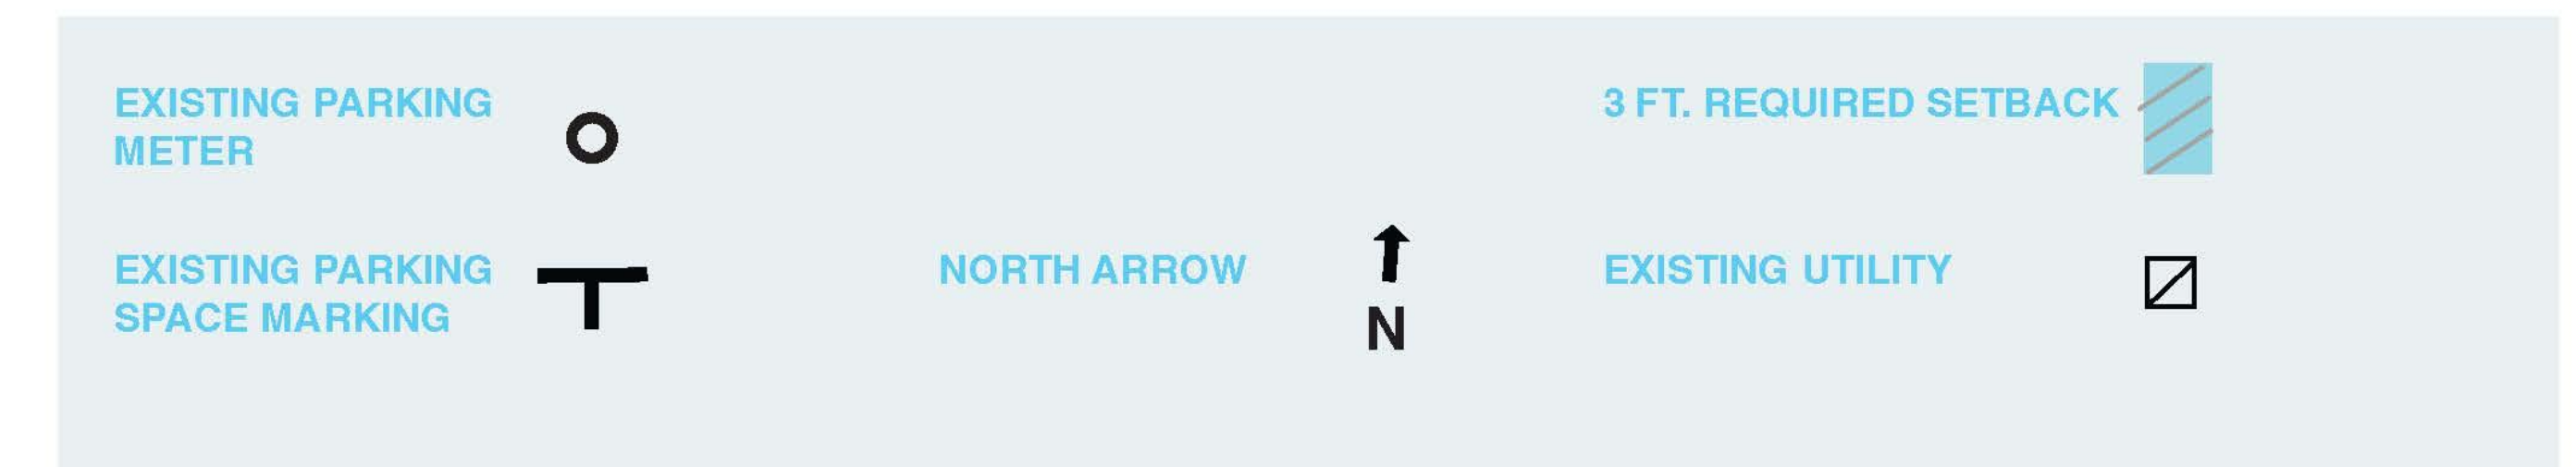 EXISTING PARKING
METER
3 FT. REQUIRED SETBACK
EXISTING PARKING
SPACE MARKING
NORTH ARROW
N
EXISTING UTILITY